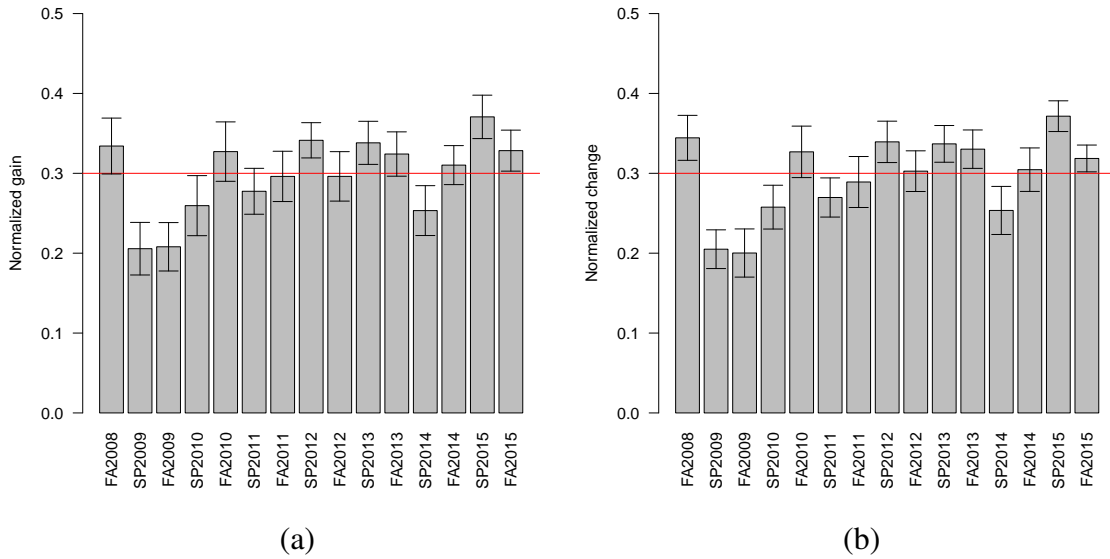 Normalized gain
0.5
0.4
0.3
0.2
0.1
0.0
FA2008
SP2009
FA2009
SP2010
FA2010
SP2011
FA2011
SP2012
FA2012
SP2013
FA2013
SP2014
FA2014
SP2015
FA2015
(a)
Normalized change
0.5
0.4
0.3
0.2
0.1
0.0
FA2008
SP2009
FA2009
SP2010
FA2010
SP2011
FA2011
SP2012
FA2012
SP2013
FA2013
SP2014
FA2014
SP2015
FA2015
(b)